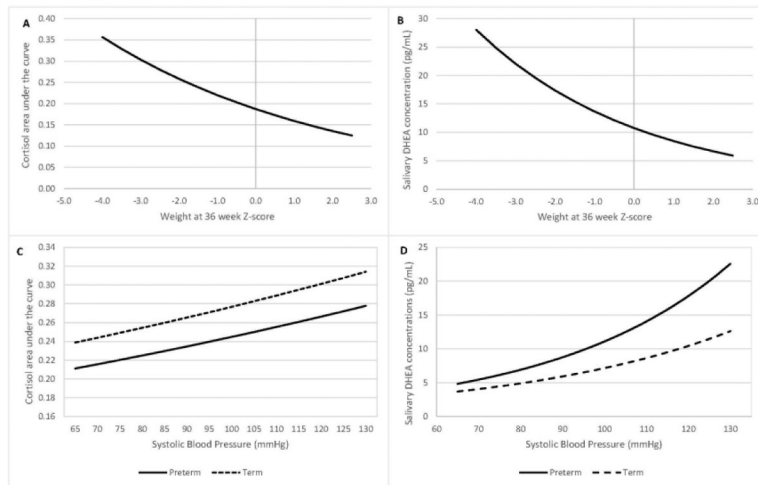 A
Cortisol area under the curve
0.40
0.35
0.30
0.25
0.20
0.15
0.10
0.05
0.00
-5.0 -4.0 -3.0 -2.0 -1.0 0.0 1.0 2.0 3.0
Weight at 36 week Z-score
B
Salivary DHEA concentration (pg/mL)
30
25
20
15
10
5
0
-5.0 -4.0 -3.0 -2.0 -1.0 0.0 1.0 2.0 3.0
Weight at 36 week Z-score
C
Cortisol area under the curve
0.34
0.32
0.30
0.28
0.26
0.24
0.22
0.20
0.18
0.16
65 70 75 80 85 90 95 100 105 110 115 120 125 130
Systolic Blood Pressure (mmHg)
Preterm Term
D
Salivary DHEA concentrations (pg/mL)
25
20
15
10
5
0
60 70 80 90 100 110 120 130
Systolic Blood Pressure (mmHg)
Preterm Term